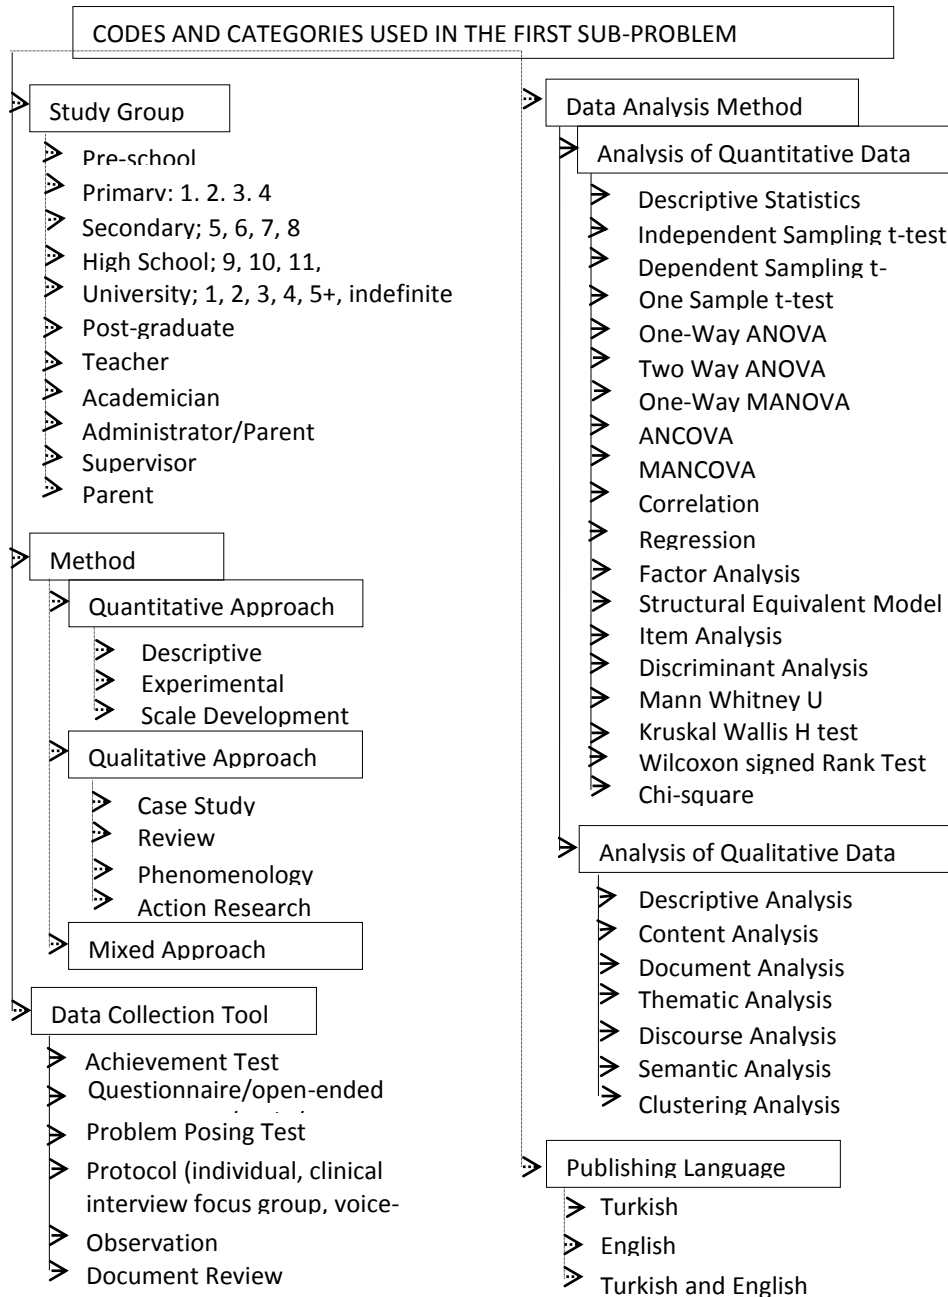 CODES AND CATEGORIES USED IN THE FIRST SUB-PROBLEM
Study Group
Pre-school
Primary; 1, 2, 3, 4
Secondary; 5, 6, 7, 8
High School; 9, 10, 11,
University; 1, 2, 3, 4, 5+, indefinite
Post-graduate
Teacher
Academician
Administrator/Parent
Supervisor
Parent
Method
Quantitative Approach
Descriptive
Experimental
Scale Development
Qualitative Approach
Case Study
Review
Phenomenology
Action Research
Mixed Approach
Data Collection Tool
Achievement Test
Questionnaire/open-ended
Problem Posing Test
Protocol (individual, clinical
interview focus group, voice-
Observation
Document Review
Data Analysis Method
Analysis of Quantitative Data
Descriptive Statistics
Independent Sampling t-test
Dependent Sampling t-
One Sample t-test
One-Way ANOVA
Two Way ANOVA
One-Way MANOVA
ANCOVA
MANCOVA
Correlation
Regression
Factor Analysis
Structural Equivalent Model
Item Analysis
Discriminant Analysis
Mann Whitney U
Kruskal Wallis H test
Wilcoxon signed Rank Test
Chi-square
Analysis of Qualitative Data
Descriptive Analysis
Content Analysis
Document Analysis
Thematic Analysis
Discourse Analysis
Semantic Analysis
Clustering Analysis
Publishing Language
Turkish
English
Turkish and English